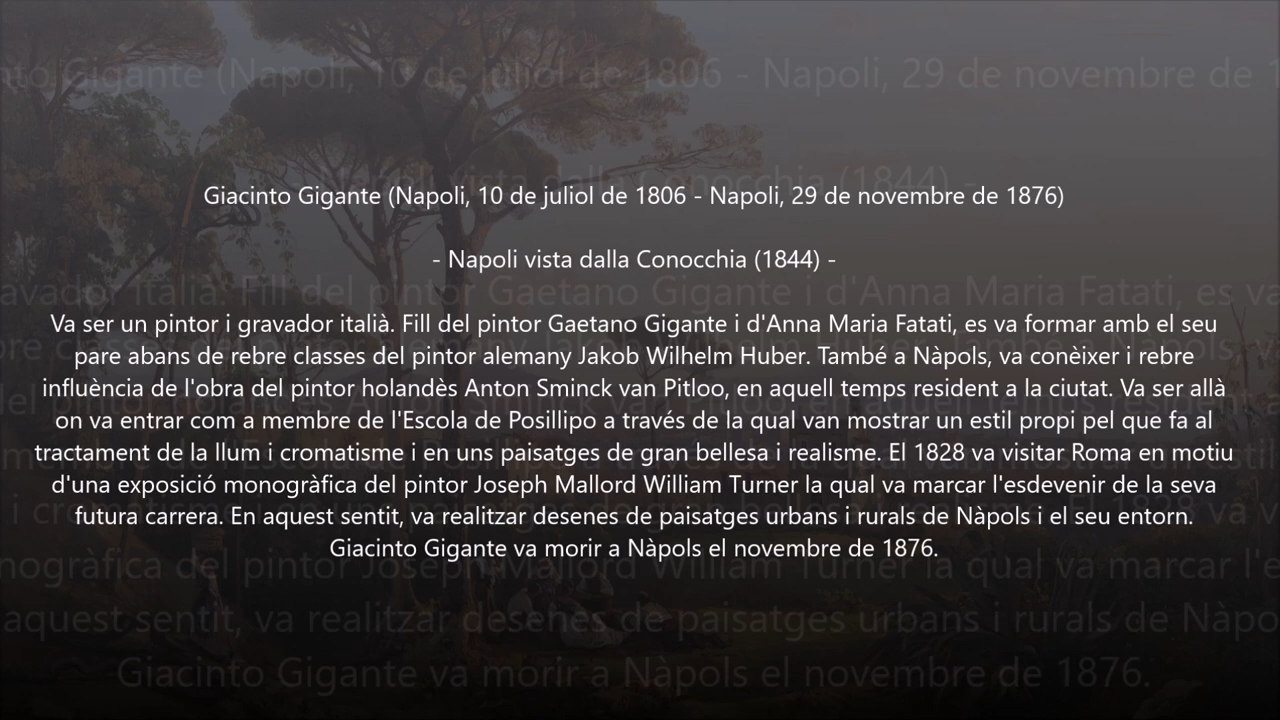 Giacinto Gigante (Napoli, 10 de juliol de 1806 - Napoli, 29 de novembre de 1876)
- Napoli vista dalla Conocchia (1844) -
Va ser un pintor i gravador italià. Fill del pintor Gaetano Gigante i d'Anna Maria Fatati, es va formar amb el seu
pare abans de rebre classes del pintor alemany Jakob Wilhelm Huber. També a Nàpols, va conèixer i rebre
influència de l'obra del pintor holandès Anton Sminck van Pitloo, en aquell temps resident a la ciutat. Va ser allà
on va entrar com a membre de l'Escola de Posillipo a través de la qual van mostrar un estil propi pel que fa al
tractament de la llum i cromatisme i en uns paisatges de gran bellesa i realisme. El 1828 va visitar Roma en motiu
d'una exposició monogràfica del pintor Joseph Mallord William Turner la qual va marcar l'esdevenir de la seva
futura carrera. En aquest sentit, va realitzar desenes de paisatges urbans i rurals de Nàpols i el seu entorn.
Giacinto Gigante va morir a Nàpols el novembre de 1876.